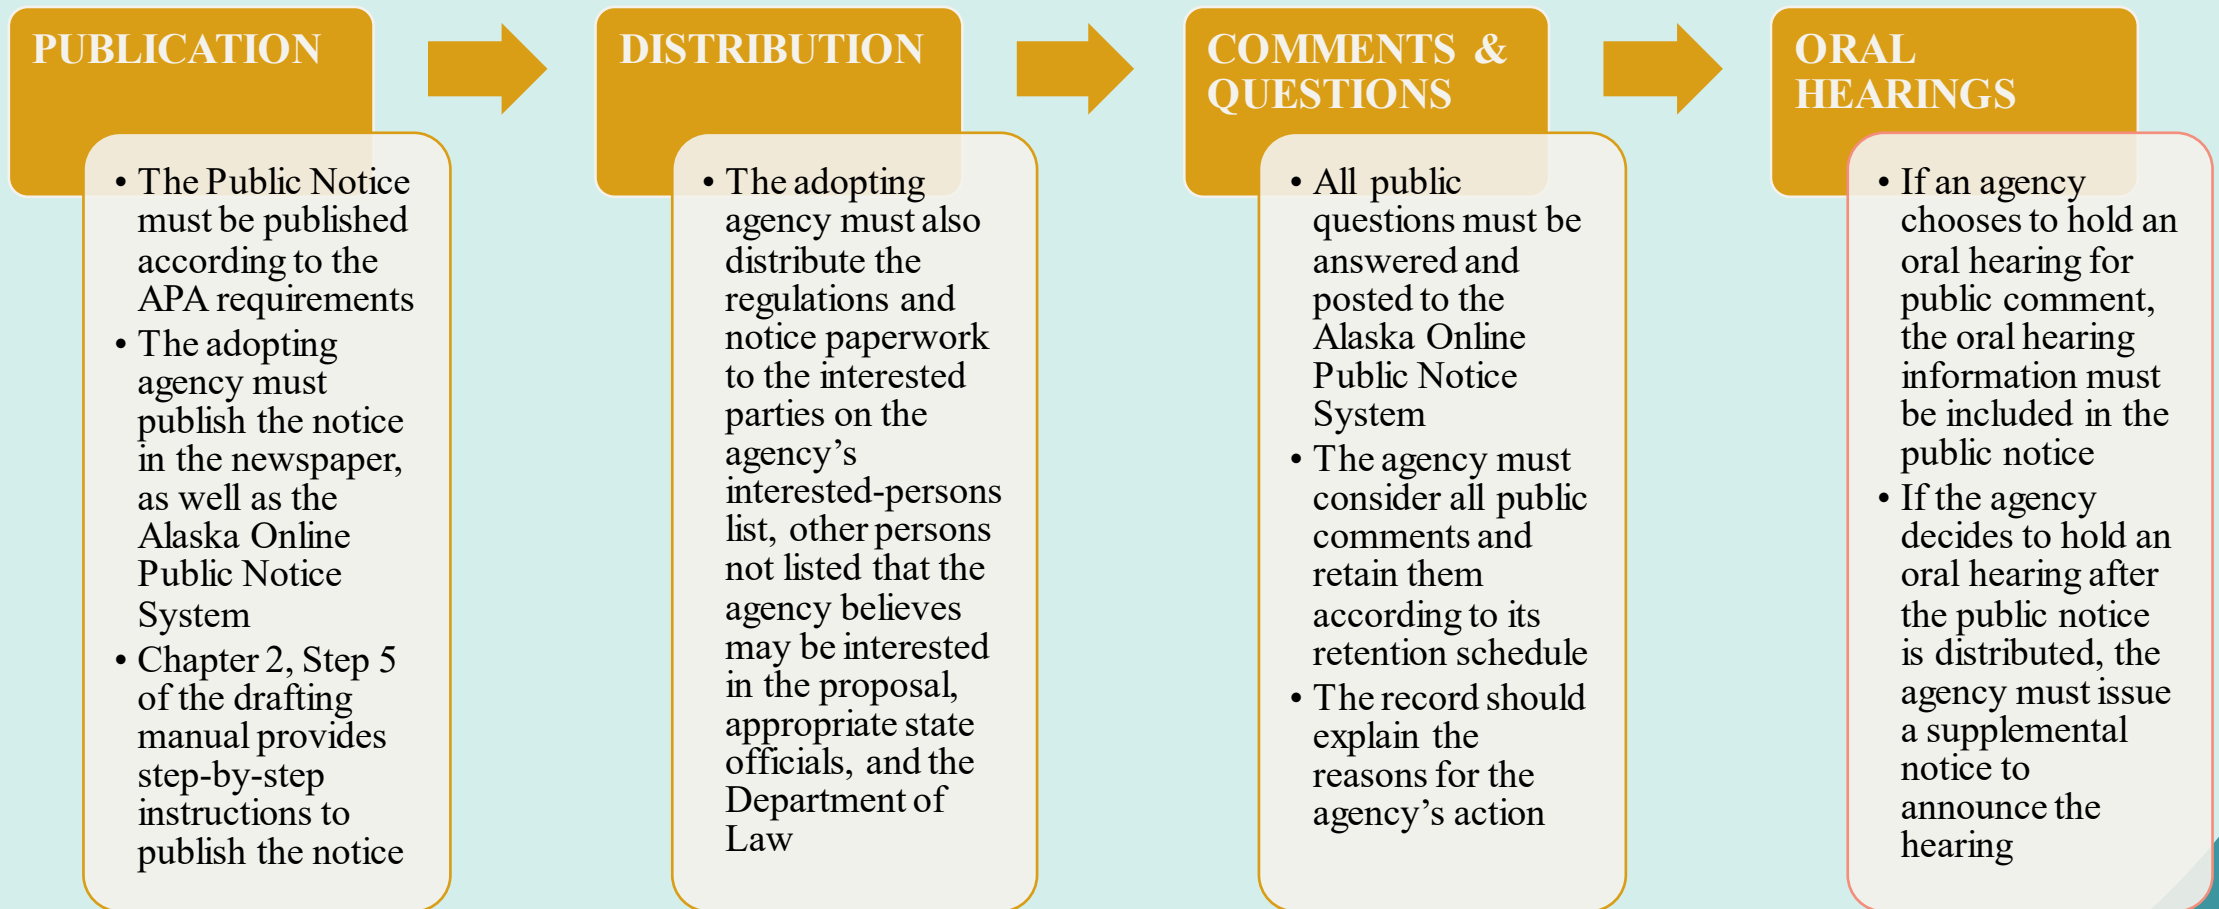 PUBLICATION
• The Public Notice
must be published
according to the
APA requirements
• The adopting
agency must
publish the notice
in the newspaper,
as well as the
Alaska Online
Public Notice
System
• Chapter 2, Step 5
of the drafting
manual provides
step-by-step
instructions to
publish the notice
DISTRIBUTION
• The adopting
agency must also
distribute the
regulations and
notice paperwork
to the interested
parties on the
agency’s
interested-persons
list, other persons
not listed that the
agency believes
may be interested
in the proposal,
appropriate state
officials, and the
Department of
Law
COMMENTS &
QUESTIONS
• All public
questions must be
answered and
posted to the
Alaska Online
Public Notice
System
• The agency must
consider all public
comments and
retain them
according to its
retention schedule
• The record should
explain the
reasons for the
agency’s action
ORAL
HEARINGS
• If an agency
chooses to hold an
oral hearing for
public comment,
the oral hearing
information must
be included in the
public notice
• If the agency
decides to hold an
oral hearing after
the public notice
is distributed, the
agency must issue
a supplemental
notice to
announce the
hearing